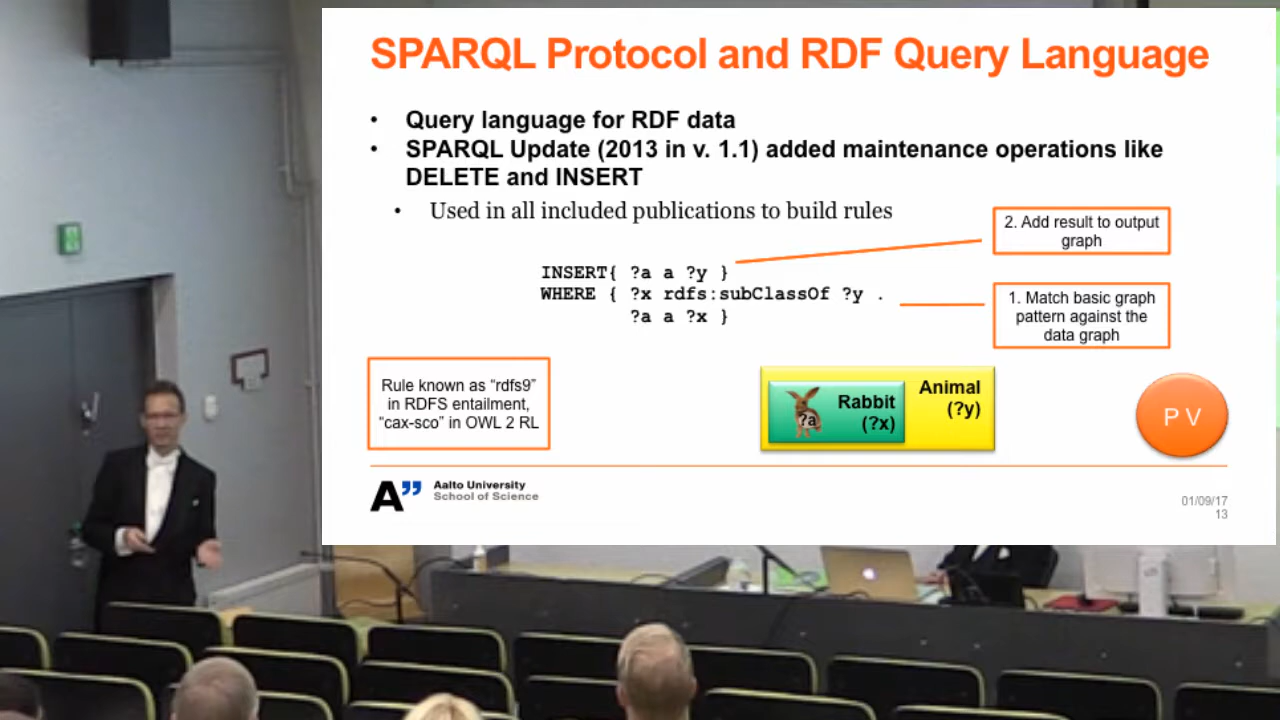 SPARQL Protocol and RDF Query Language
• Query language for RDF data
• SPARQL Update (2013 in v. 1.1) added maintenance operations like
DELETE and INSERT
• Used in all included publications to build rules
2. Add result to output
graph
INSERT{ ?a a ?y }
WHERE { ?x rdfs:subClassOf ?y .
?a a ?x }
1. Match basic graph
pattern against the
data graph
Rule known as “rdfs9”
in RDFS entailment,
“cax-sco” in OWL 2 RL
?a
Rabbit
(?x)
Animal
(?y)
P V
A”
Aalto University
School of Science
01/09/17
13